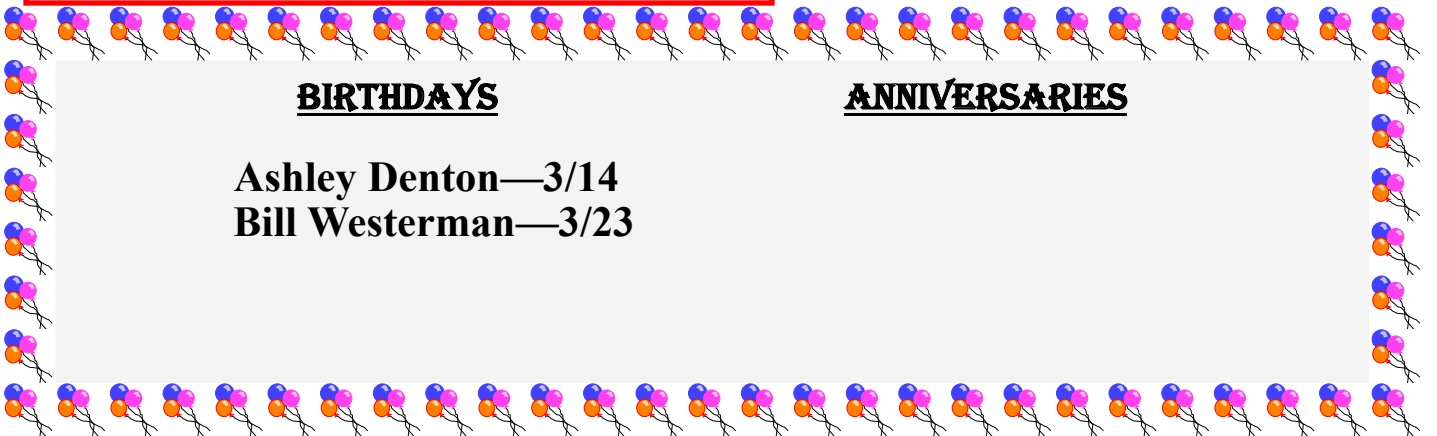 BIRTHDAYS
Ashley Denton—3/14
Bill Westerman—3/23
ANNIVERSARIES